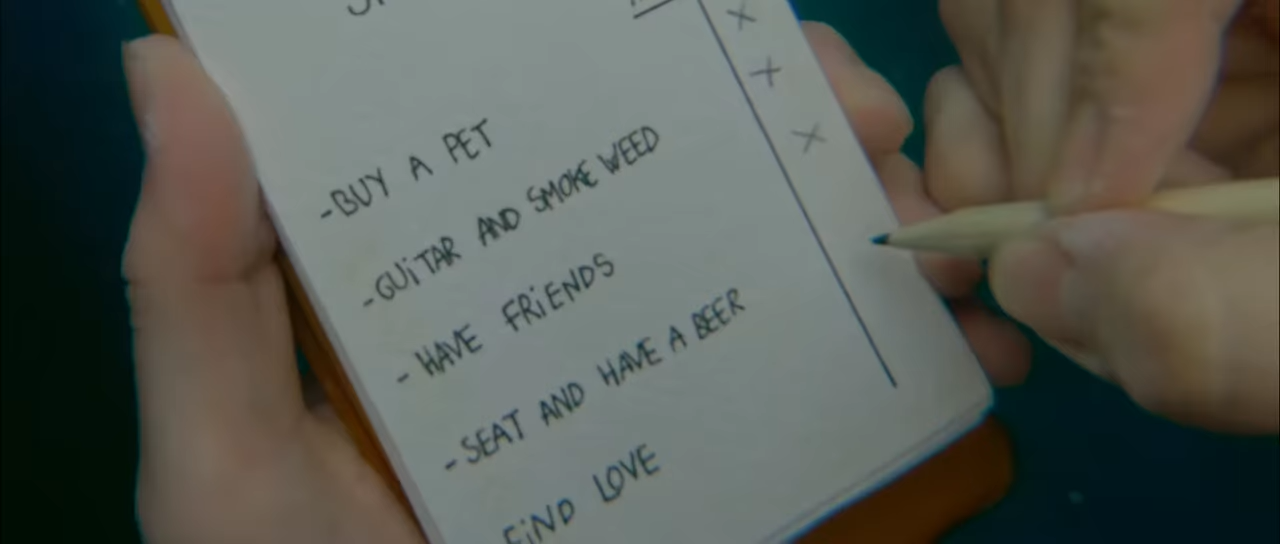 - BUY A PET
- GUiTAR AND SMOKE WEED
- HAVE FRiENDS
- SEAT AND HAVE A BEER
FiND LOVE